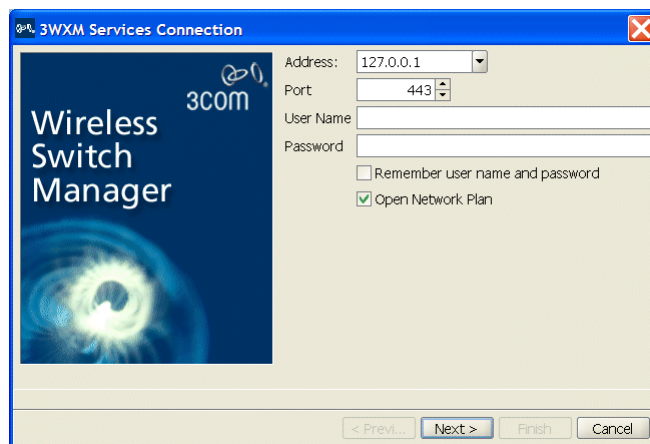 3WXM Services Connection
3com
Wireless
Switch
Manager
Address: 127.0.0.1
Port 443
User Name
Password
Remember user name and password
Open Network Plan
< Previ... Next > Finish Cancel